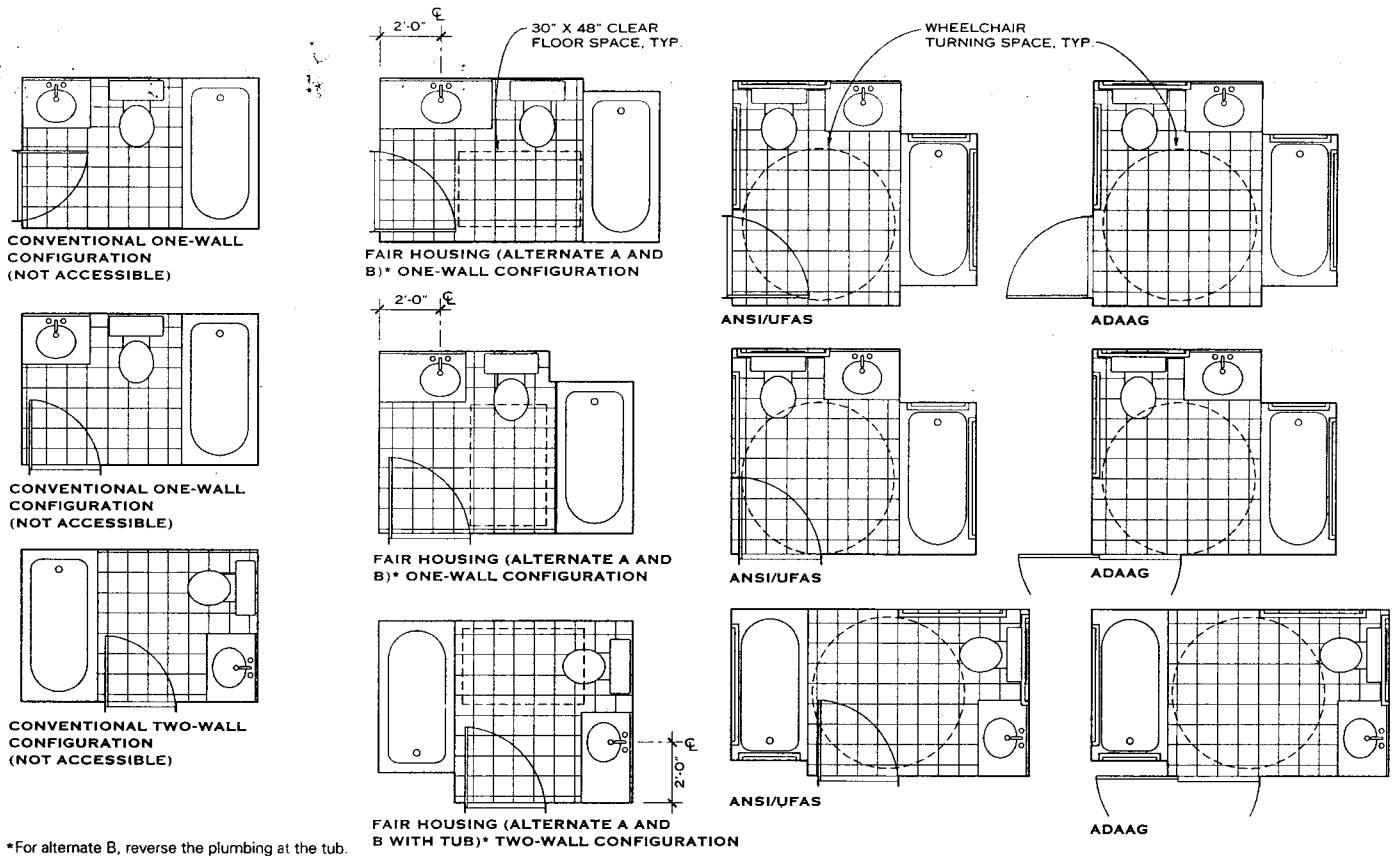 2'-0"
℄
30" X 48" CLEAR
FLOOR SPACE, TYP.
WHEELCHAIR
TURNING SPACE, TYP.
CONVENTIONAL ONE-WALL
CONFIGURATION
(NOT ACCESSIBLE)
FAIR HOUSING (ALTERNATE A AND
B)* ONE-WALL CONFIGURATION
ANSI/UFAS
ADAAG
2'-0"
℄
CONVENTIONAL ONE-WALL
CONFIGURATION
(NOT ACCESSIBLE)
FAIR HOUSING (ALTERNATE A AND
B)* ONE-WALL CONFIGURATION
ANSI/UFAS
ADAAG
CONVENTIONAL TWO-WALL
CONFIGURATION
(NOT ACCESSIBLE)
℄
2'-0"
FAIR HOUSING (ALTERNATE A AND
B WITH TUB)* TWO-WALL CONFIGURATION
ANSI/UFAS
ADAAG
*For alternate B, reverse the plumbing at the tub.